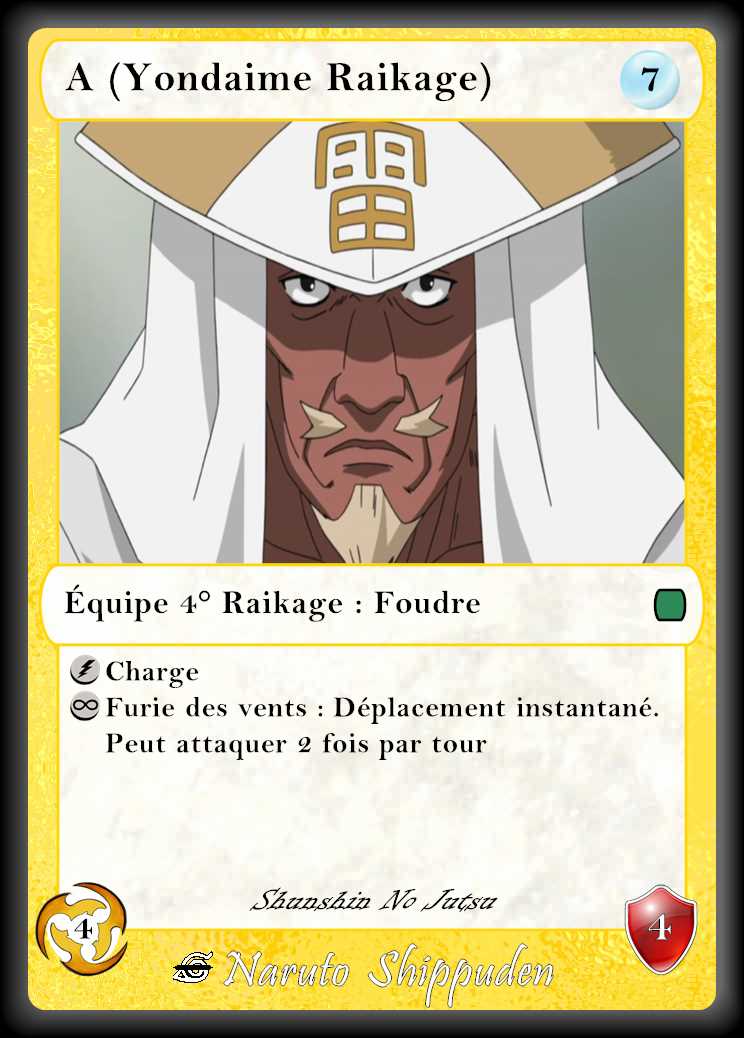 A (Yondaime Raikage)
7
雷
Équipe 4° Raikage : Foudre
Charge
Furie des vents : Déplacement instantané.
Peut attaquer 2 fois par tour
Shunshin No Jutsu
4
4
Naruto Shippuden